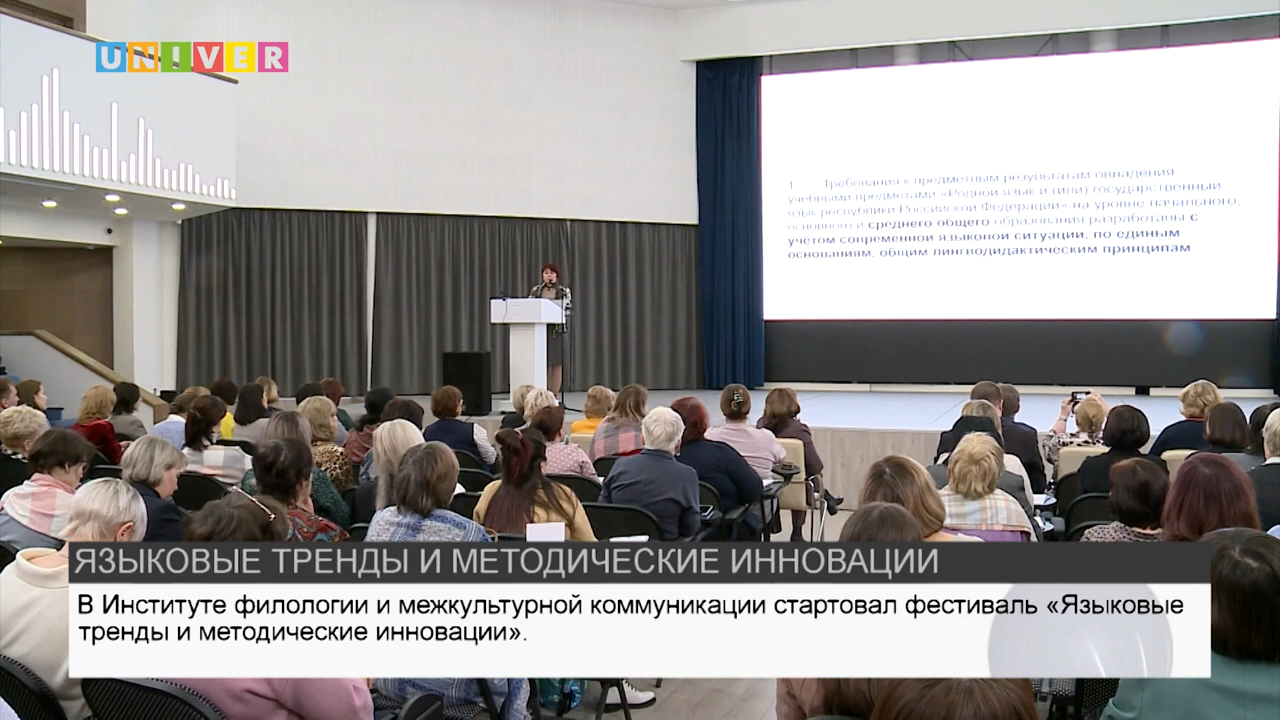 UNIVER
1. Требования к предметным результатам овладения
учебными предметами «Родной язык и (или) государственный
язык республики Российской Федерации» на уровне начального,
основного и среднего общего образования разработаны с
учетом современной языковой ситуации, по единым
основаниям, общим лингводидактическим принципам
ЯЗЫКОВЫЕ ТРЕНДЫ И МЕТОДИЧЕСКИЕ ИННОВАЦИИ
В Институте филологии и межкультурной коммуникации стартовал фестиваль «Языковые
тренды и методические инновации».